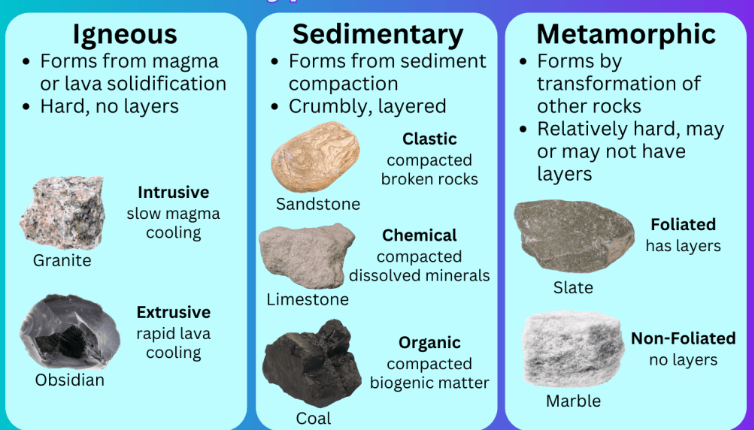 Igneous
• Forms from magma
or lava solidification
• Hard, no layers
Intrusive
slow magma
cooling
Granite
Extrusive
rapid lava
cooling
Obsidian
Sedimentary
• Forms from sediment
compaction
• Crumbly, layered
Clastic
compacted
broken rocks
Sandstone
Chemical
compacted
dissolved minerals
Limestone
Organic
compacted
biogenic matter
Coal
Metamorphic
• Forms by
transformation of
other rocks
• Relatively hard, may
or may not have
layers
Foliated
has layers
Slate
Non-Foliated
no layers
Marble